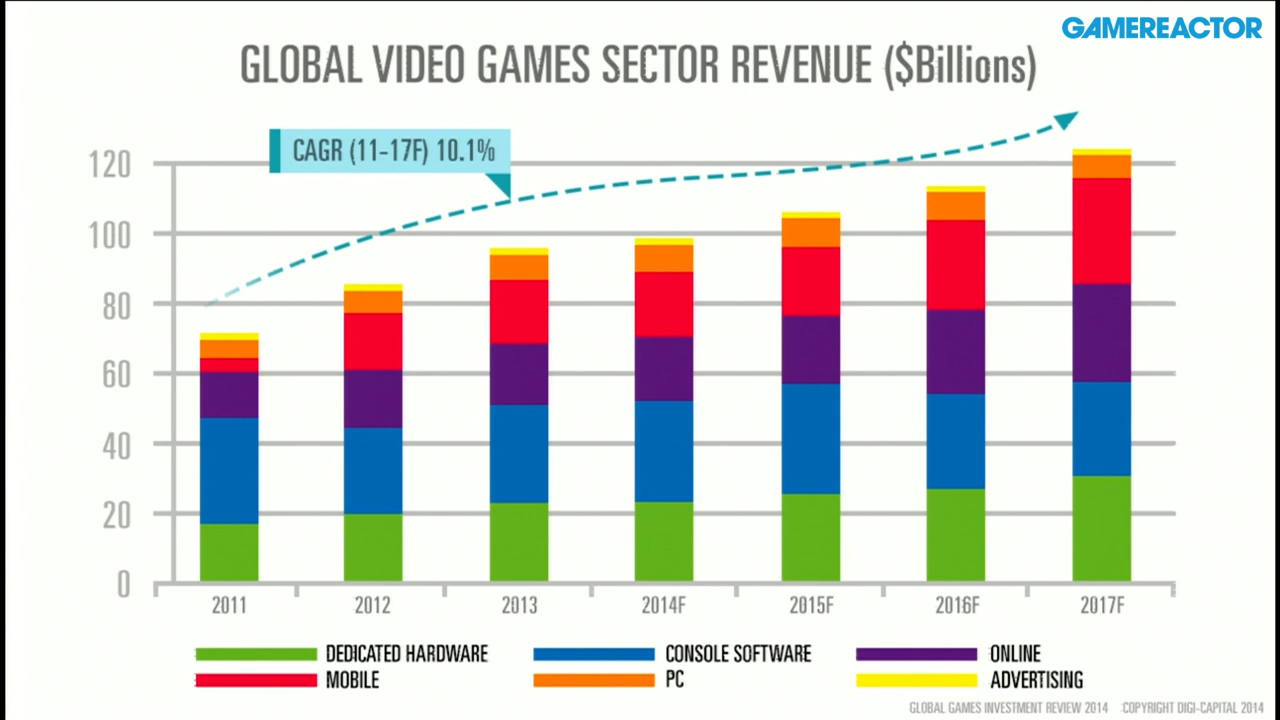 GAMEREACTOR
GLOBAL VIDEO GAMES SECTOR REVENUE ($Billions)
CAGR (11-17F) 10.1%
120
100
80
60
40
20
0
2011 2012 2013 2014F 2015F 2016F 2017F
DEDICATED HARDWARE CONSOLE SOFTWARE ONLINE
MOBILE PC ADVERTISING
GLOBAL GAMES INVESTMENT REVIEW 2014 COPYRIGHT DIGI-CAPITAL 2014